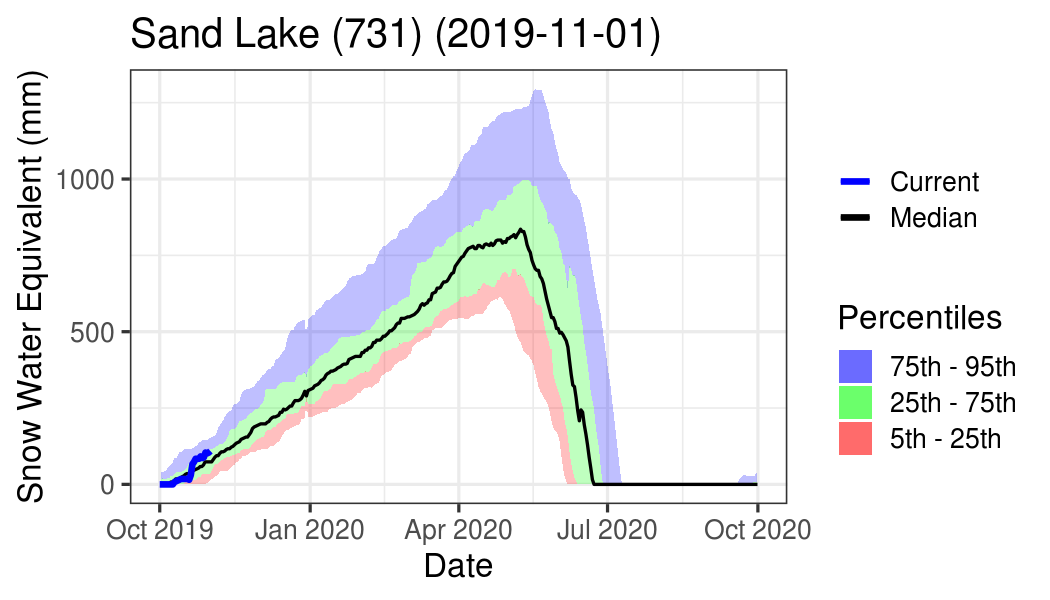 Sand Lake (731) (2019-11-01)
Snow Water Equivalent (mm)
1000
500
0
Oct 2019
Jan 2020
Apr 2020
Jul 2020
Oct 2020
Date
Current
Median
Percentiles
75th - 95th
25th - 75th
5th - 25th